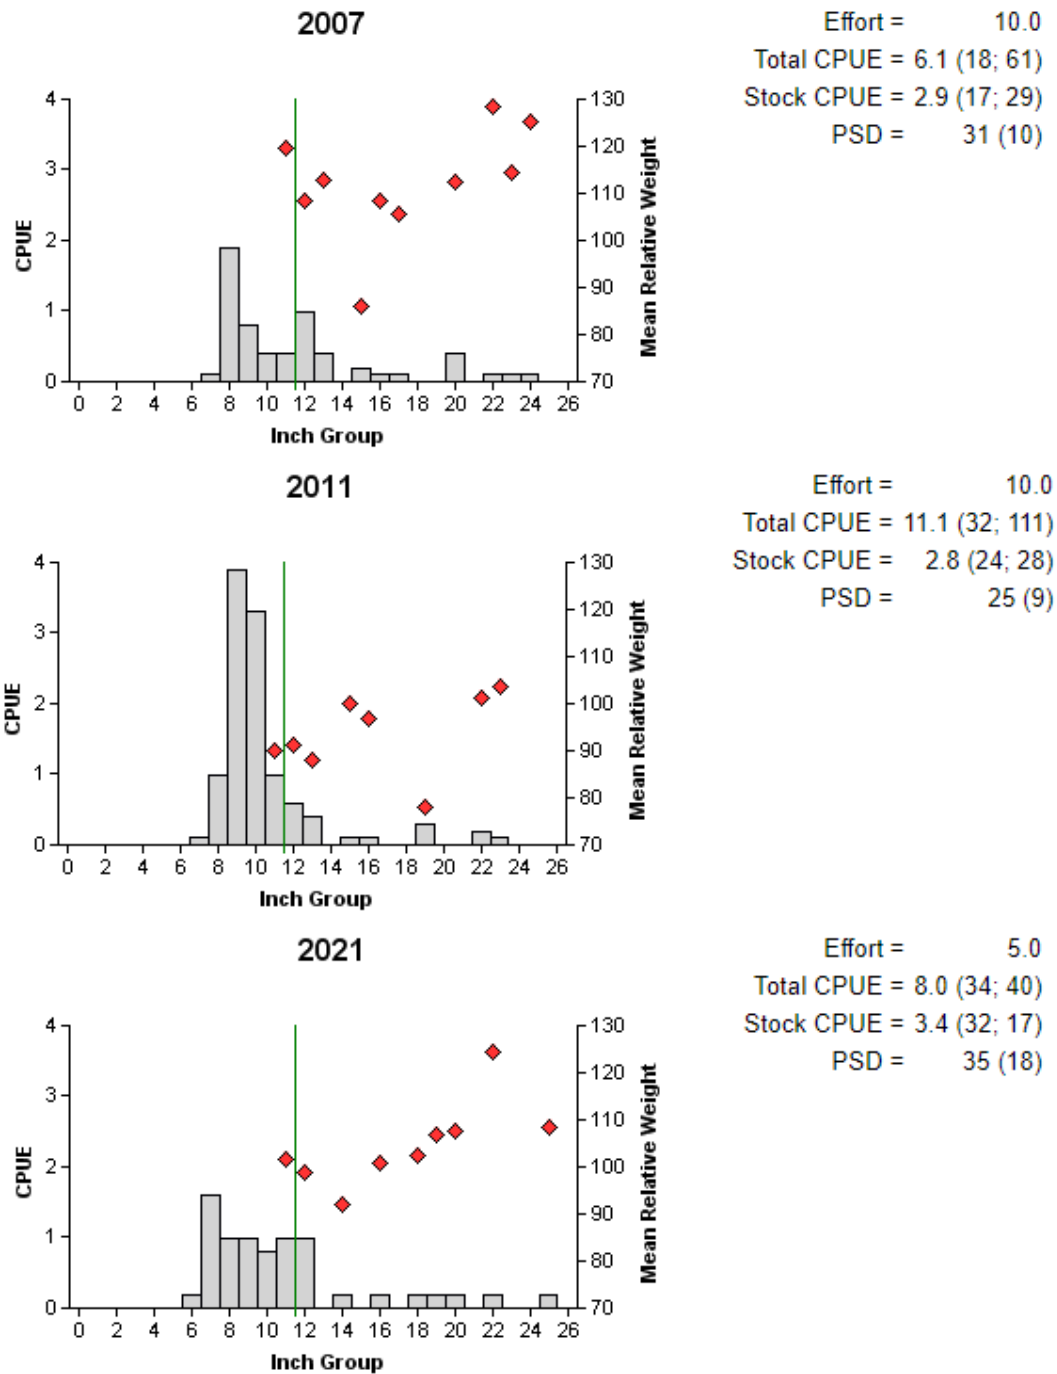 2007
Effort = 10.0
Total CPUE = 6.1 (18; 61)
Stock CPUE = 2.9 (17; 29)
PSD = 31 (10)
4
3
2
1
0
CPUE
130
120
110
100
90
80
70
Mean Relative Weight
0 2 4 6 8 10 12 14 16 18 20 22 24 26
Inch Group
2011
Effort = 10.0
Total CPUE = 11.1 (32; 111)
Stock CPUE = 2.8 (24; 28)
PSD = 25 (9)
4
3
2
1
0
CPUE
130
120
110
100
90
80
70
Mean Relative Weight
0 2 4 6 8 10 12 14 16 18 20 22 24 26
Inch Group
2021
Effort = 5.0
Total CPUE = 8.0 (34; 40)
Stock CPUE = 3.4 (32; 17)
PSD = 35 (18)
4
3
2
1
0
CPUE
130
120
110
100
90
80
70
Mean Relative Weight
0 2 4 6 8 10 12 14 16 18 20 22 24 26
Inch Group